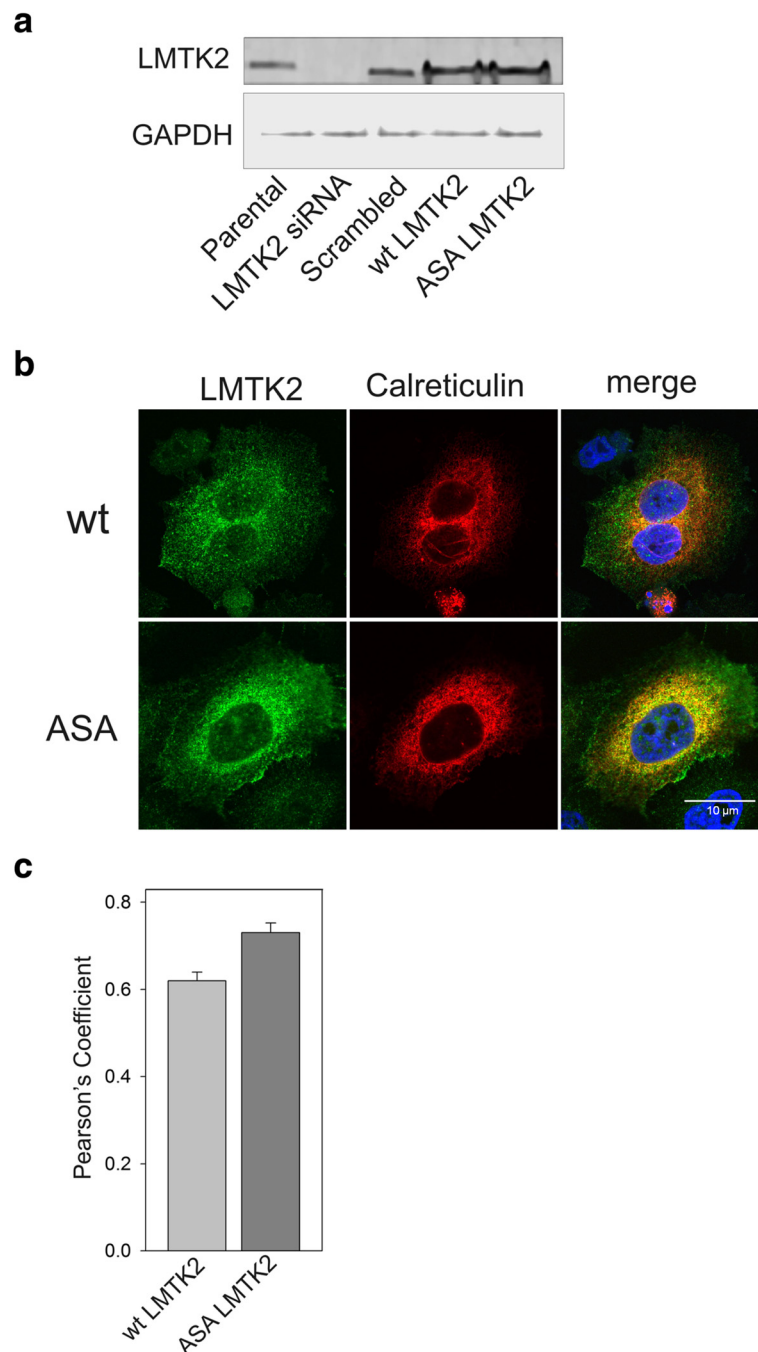 a
LMTK2
GAPDH
Parental
LMTK2 siRNA
Scrambled
wt LMTK2
ASA LMTK2
b
LMTK2 Calreticulin merge
wt
ASA
10 µm
c
Pearson's Coefficient
0.8
0.6
0.4
0.2
0.0
wt LMTK2
ASA LMTK2